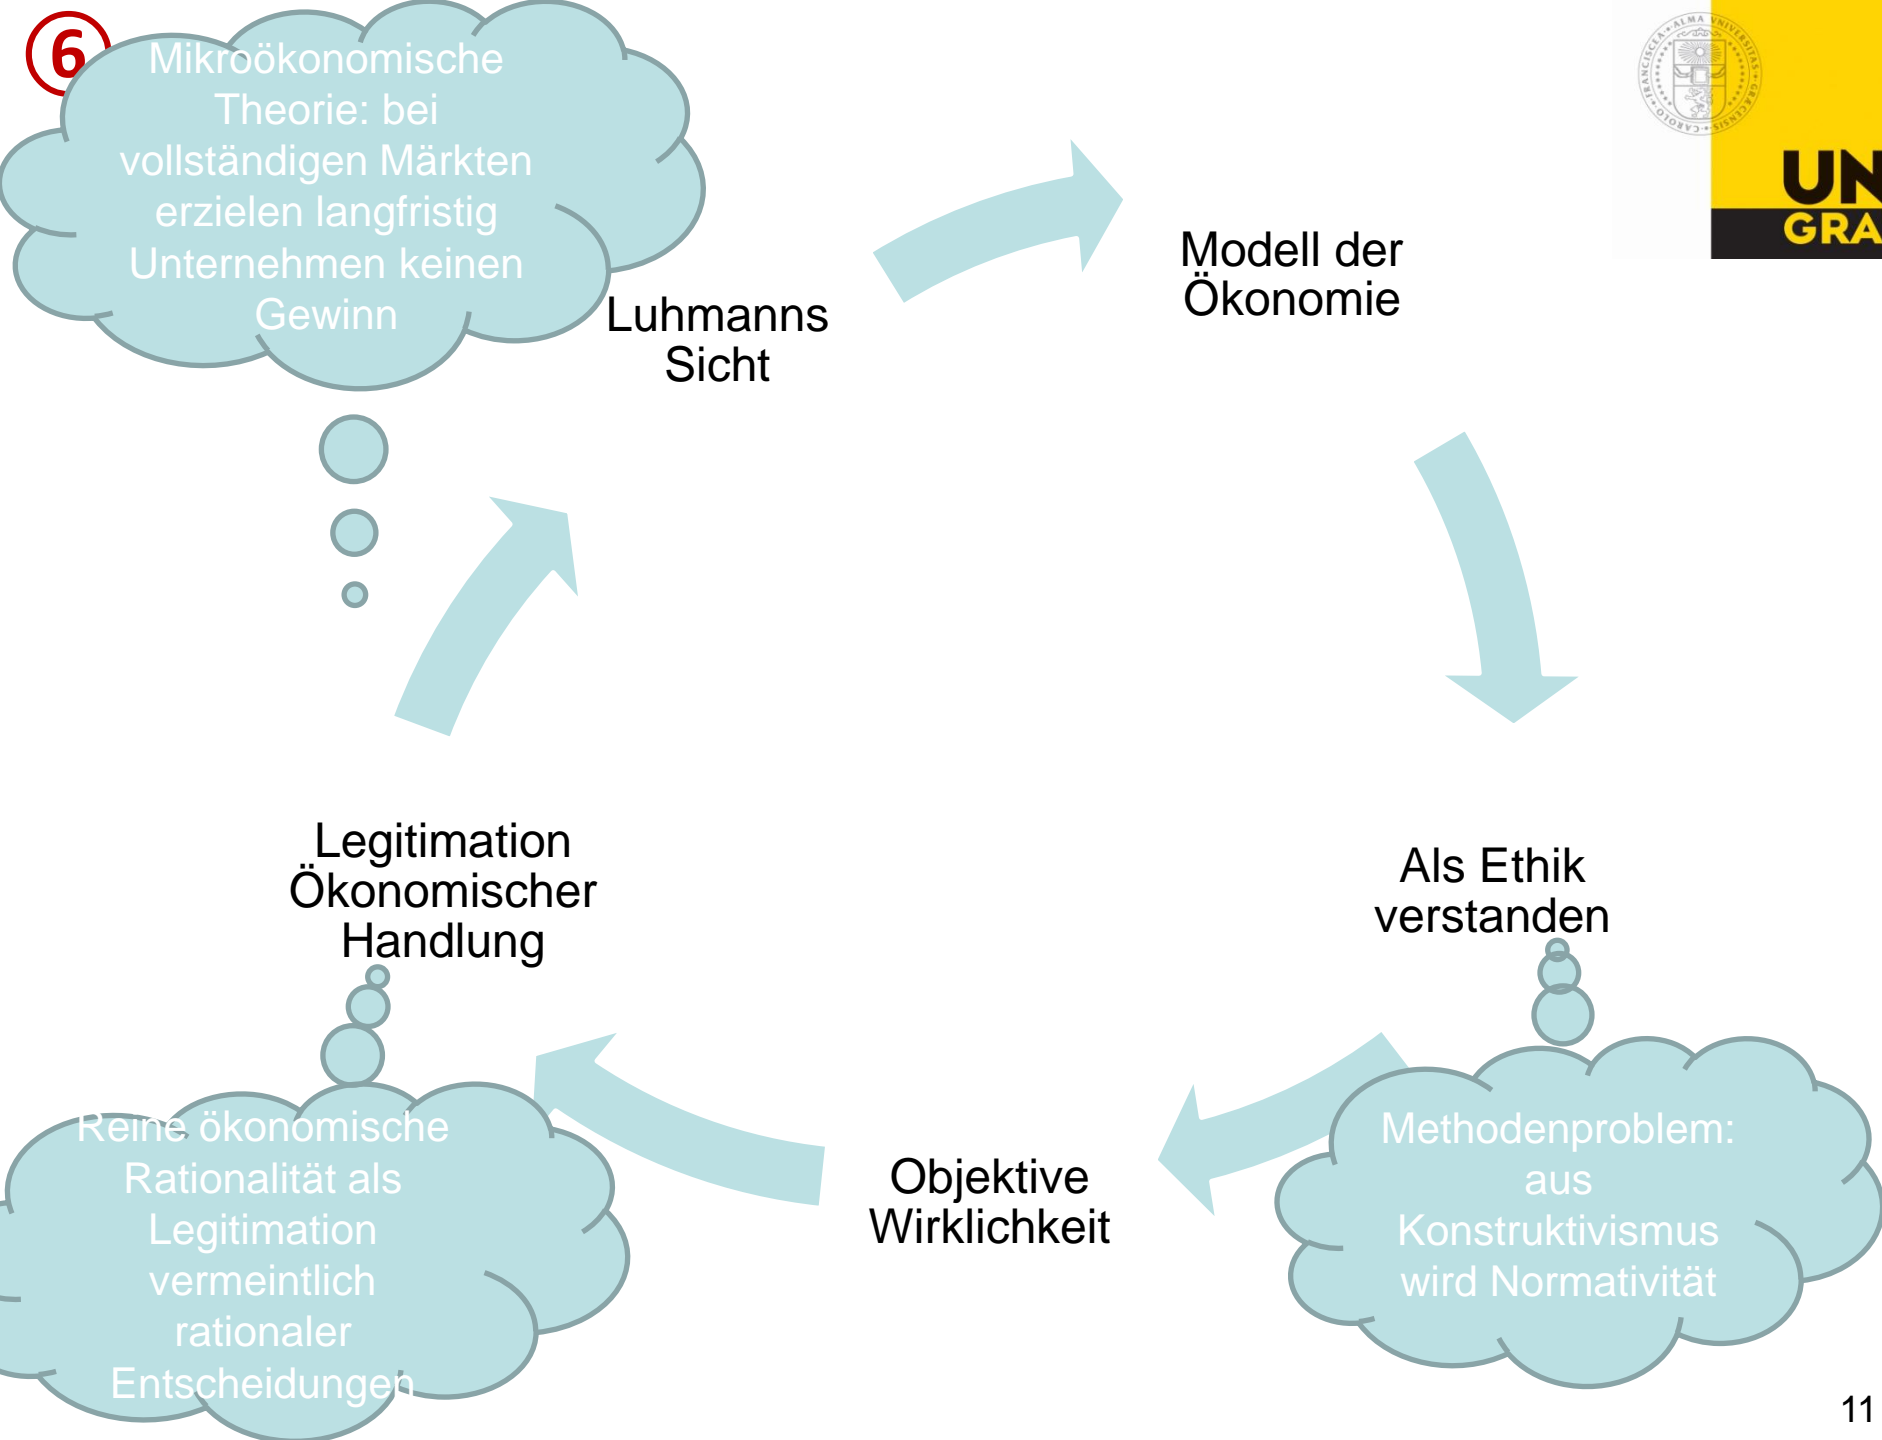 6
Mikroökonomische
Theorie: bei
vollständigen Märkten
erzielen langfristig
Unternehmen keinen
Gewinn
Luhmanns
Sicht
Modell der
Ökonomie
UN
GRA
Legitimation
Ökonomischer
Handlung
Als Ethik
verstanden
Reine ökonomische
Rationalität als
Legitimation
vermeintlich
rationaler
Entscheidungen
Objektive
Wirklichkeit
Methodenproblem:
aus
Konstruktivismus
wird Normativität
11